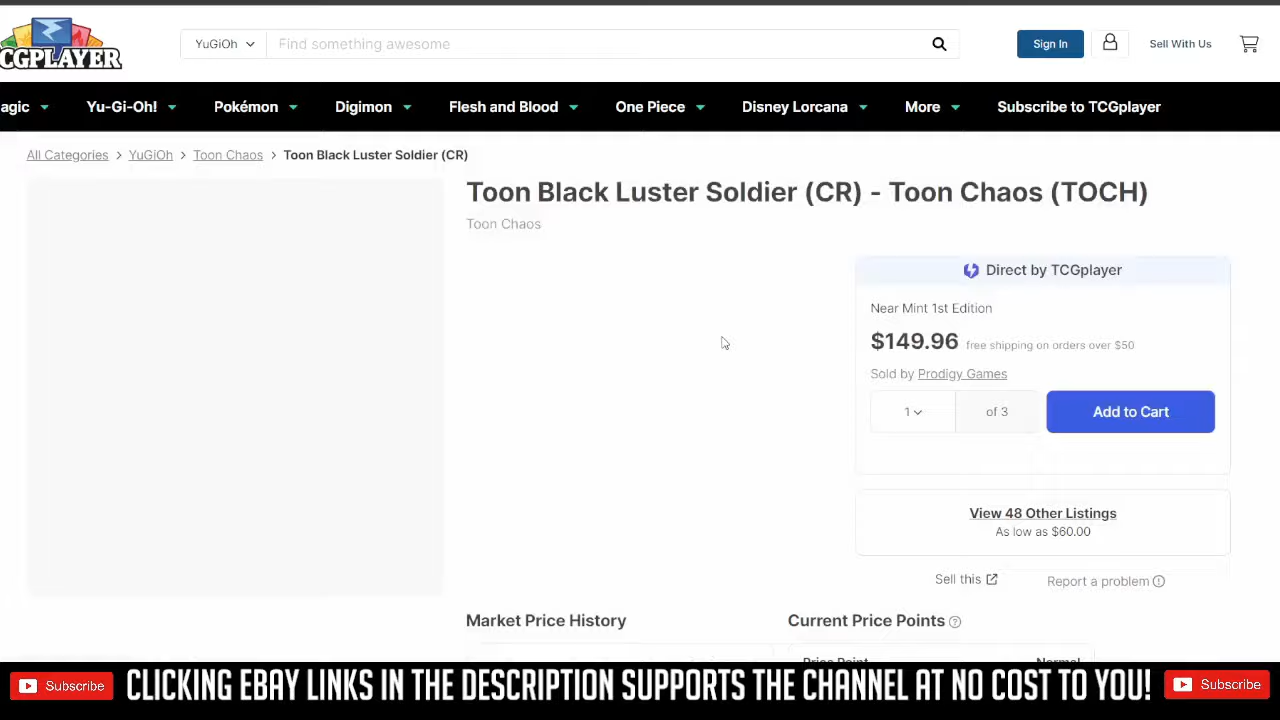 CGPLAYER
YuGiOh
Find something awesome
Sign In
Sell With Us
agic
Yu-Gi-Oh!
Pokémon
Digimon
Flesh and Blood
One Piece
Disney Lorcana
More
Subscribe to TCGplayer
All Categories > YuGiOh > Toon Chaos > Toon Black Luster Soldier (CR)
Toon Black Luster Soldier (CR) - Toon Chaos (TOCH)
Toon Chaos
Direct by TCGplayer
Near Mint 1st Edition
$149.96 free shipping on orders over $50
Sold by Prodigy Games
1 of 3 Add to Cart
View 48 Other Listings
As low as $60.00
Sell this
Report a problem
Market Price History
Current Price Points
Price Point
Normal
Subscribe
CLICKING EBAY LINKS IN THE DESCRIPTION SUPPORTS THE CHANNEL AT NO COST TO YOU!
Subscribe